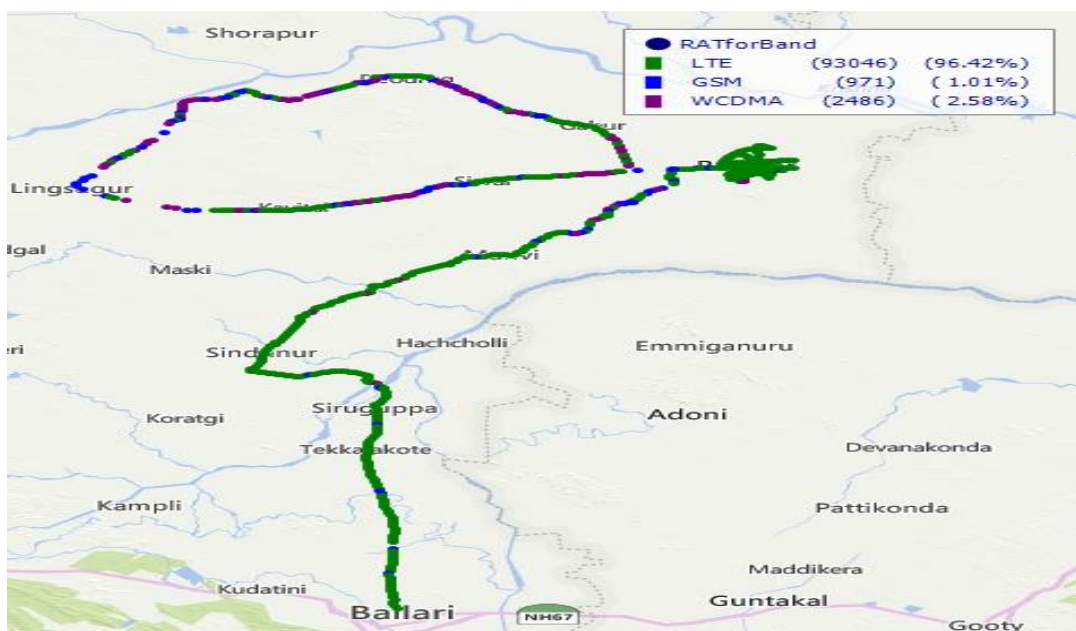 Shorapur
RATforBand
LTE (93046) (96.42%)
GSM (971) ( 1.01%)
WCDMA (2486) ( 2.58%)
Lingsugur
Maski
Hachcholli
Emmiganuru
Sindhnur
Siruguppa
Koratgi
Adoni
Tekkalakote
Devanakonda
Kampli
Pattikonda
Maddikera
Kudatini
Guntakal
Ballari
NH67
Gooty